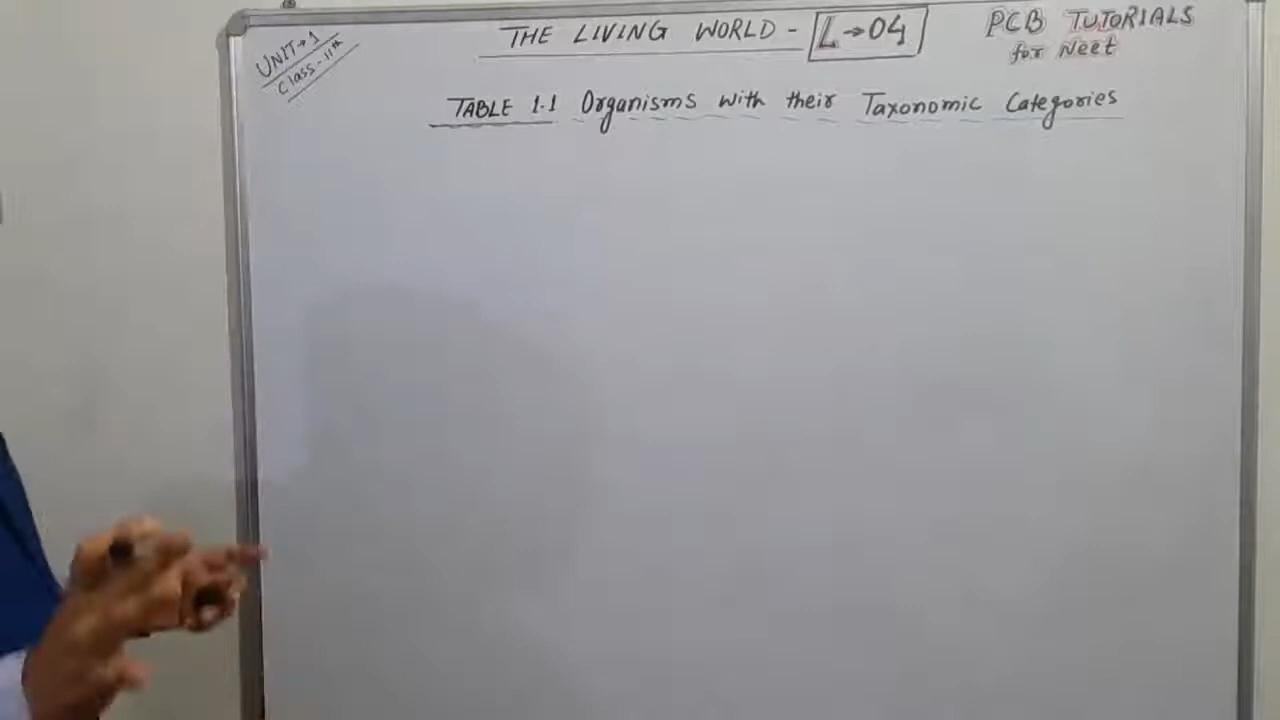 UNIT→1
Class-11th
THE LIVING WORLD - L→04
PCB TUTORIALS
for Neet
TABLE 1.1 Organisms with their Taxonomic Categories